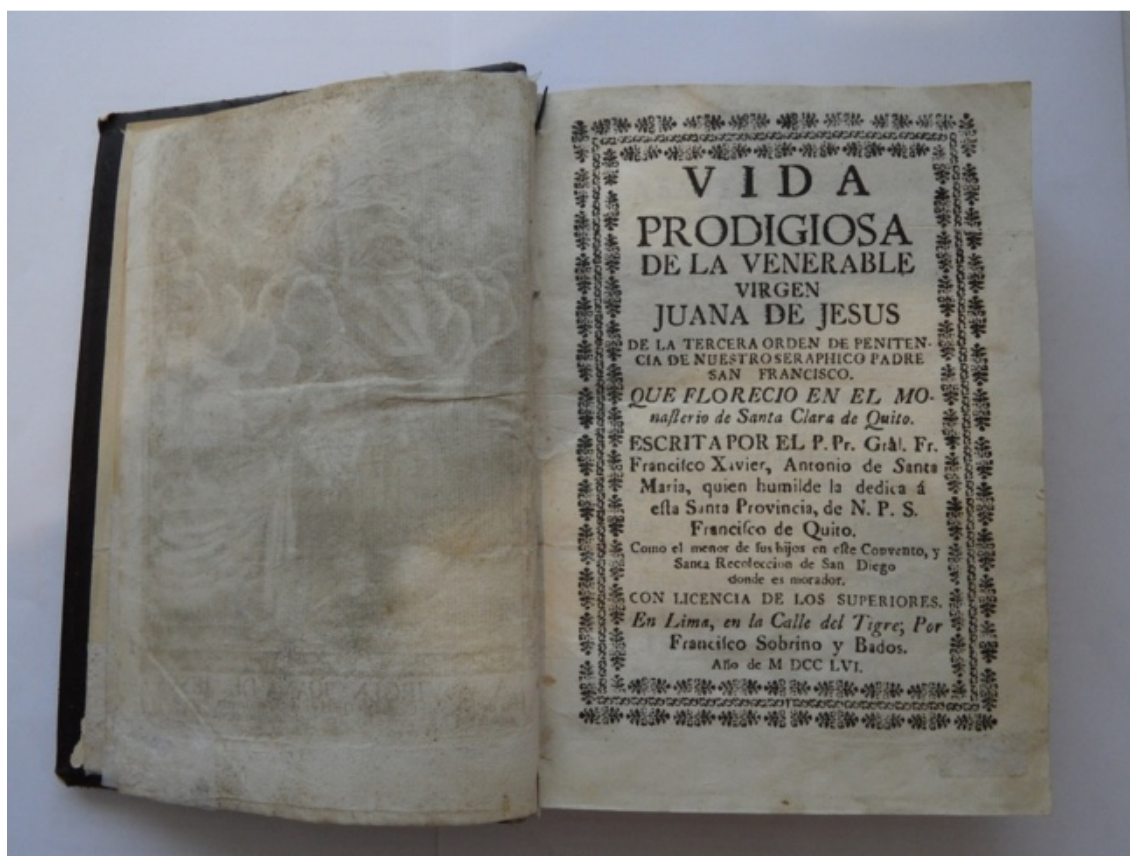 VIDA
PRODIGIOSA
DE LA VENERABLE
VIRGEN
JUANA DE JESUS
DE LA TERCERA ORDEN DE PENITEN-
CIA DE NUESTRO SERAPHICO PADRE
SAN FRANCISCO.
QUE FLORECIO EN EL MO-
naſterio de Santa Clara de Quito.
ESCRITA POR EL P. Pr. Gràl. Fr.
Franciſco Xavier, Antonio de Santa
Maria, quien humilde la dedica á
eſta Santa Provincia, de N. P. S.
Franciſco de Quito.
Como el menor de ſus hijos en eſte Convento, y
Santa Recoleccion de San Diego
donde es morador.
CON LICENCIA DE LOS SUPERIORES.
En Lima, en la Calle del Tigre; Por
Franciſco Sobrino y Bados.
Año de M DCC LVI.